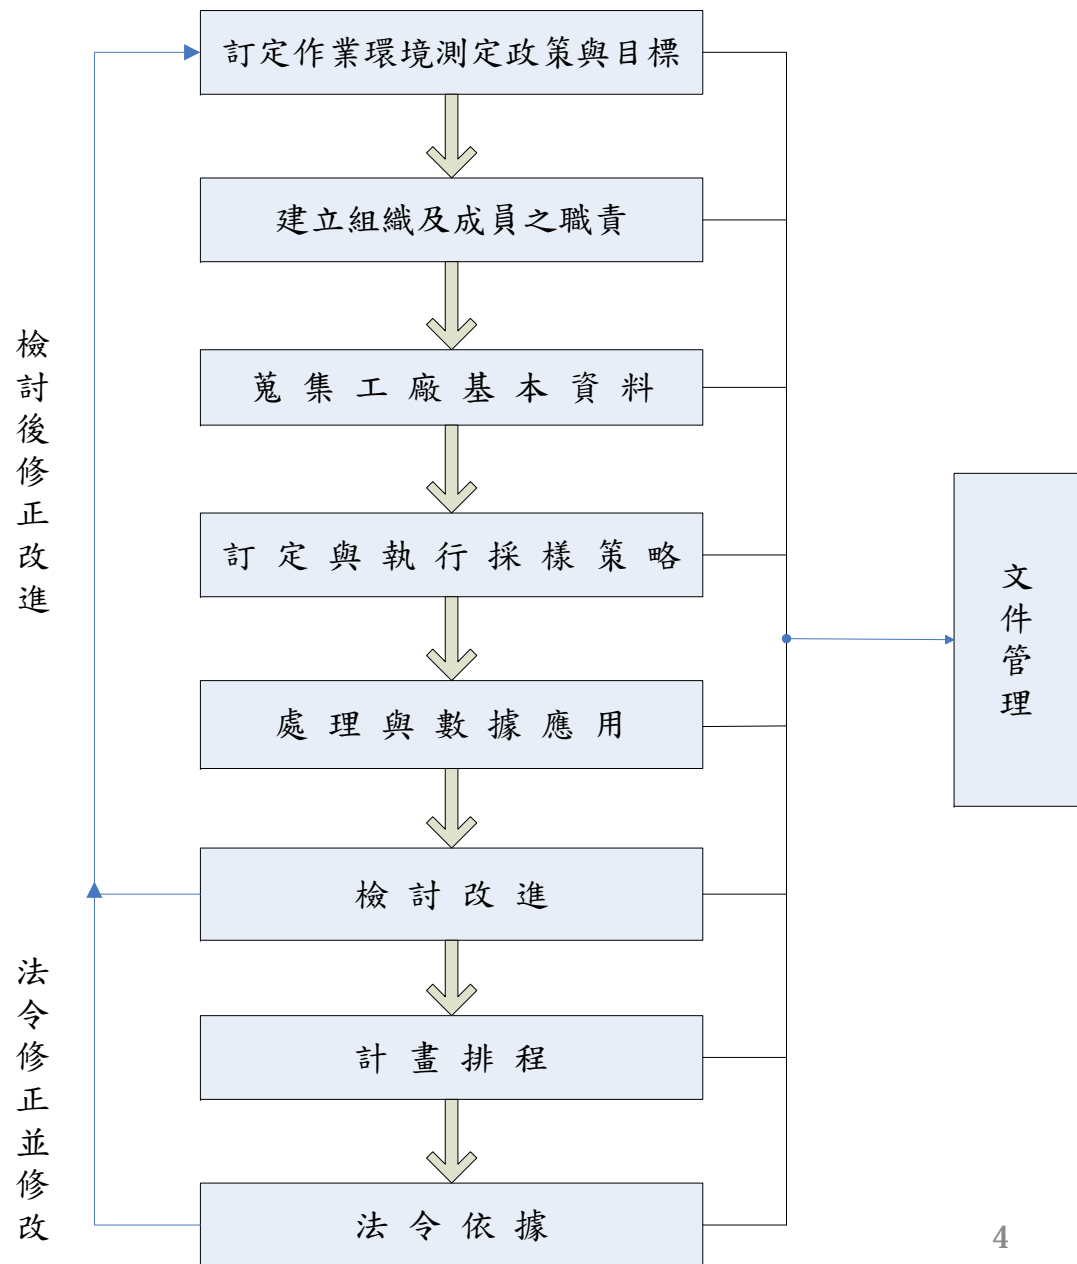 訂定作業環境測定政策與目標
建立組織及成員之職責
蒐集工廠基本資料
訂定與執行採樣策略
處理與數據應用
檢討改進
計畫排程
法令依據
檢討後修正改進
法令修正並修改
文件管理
4